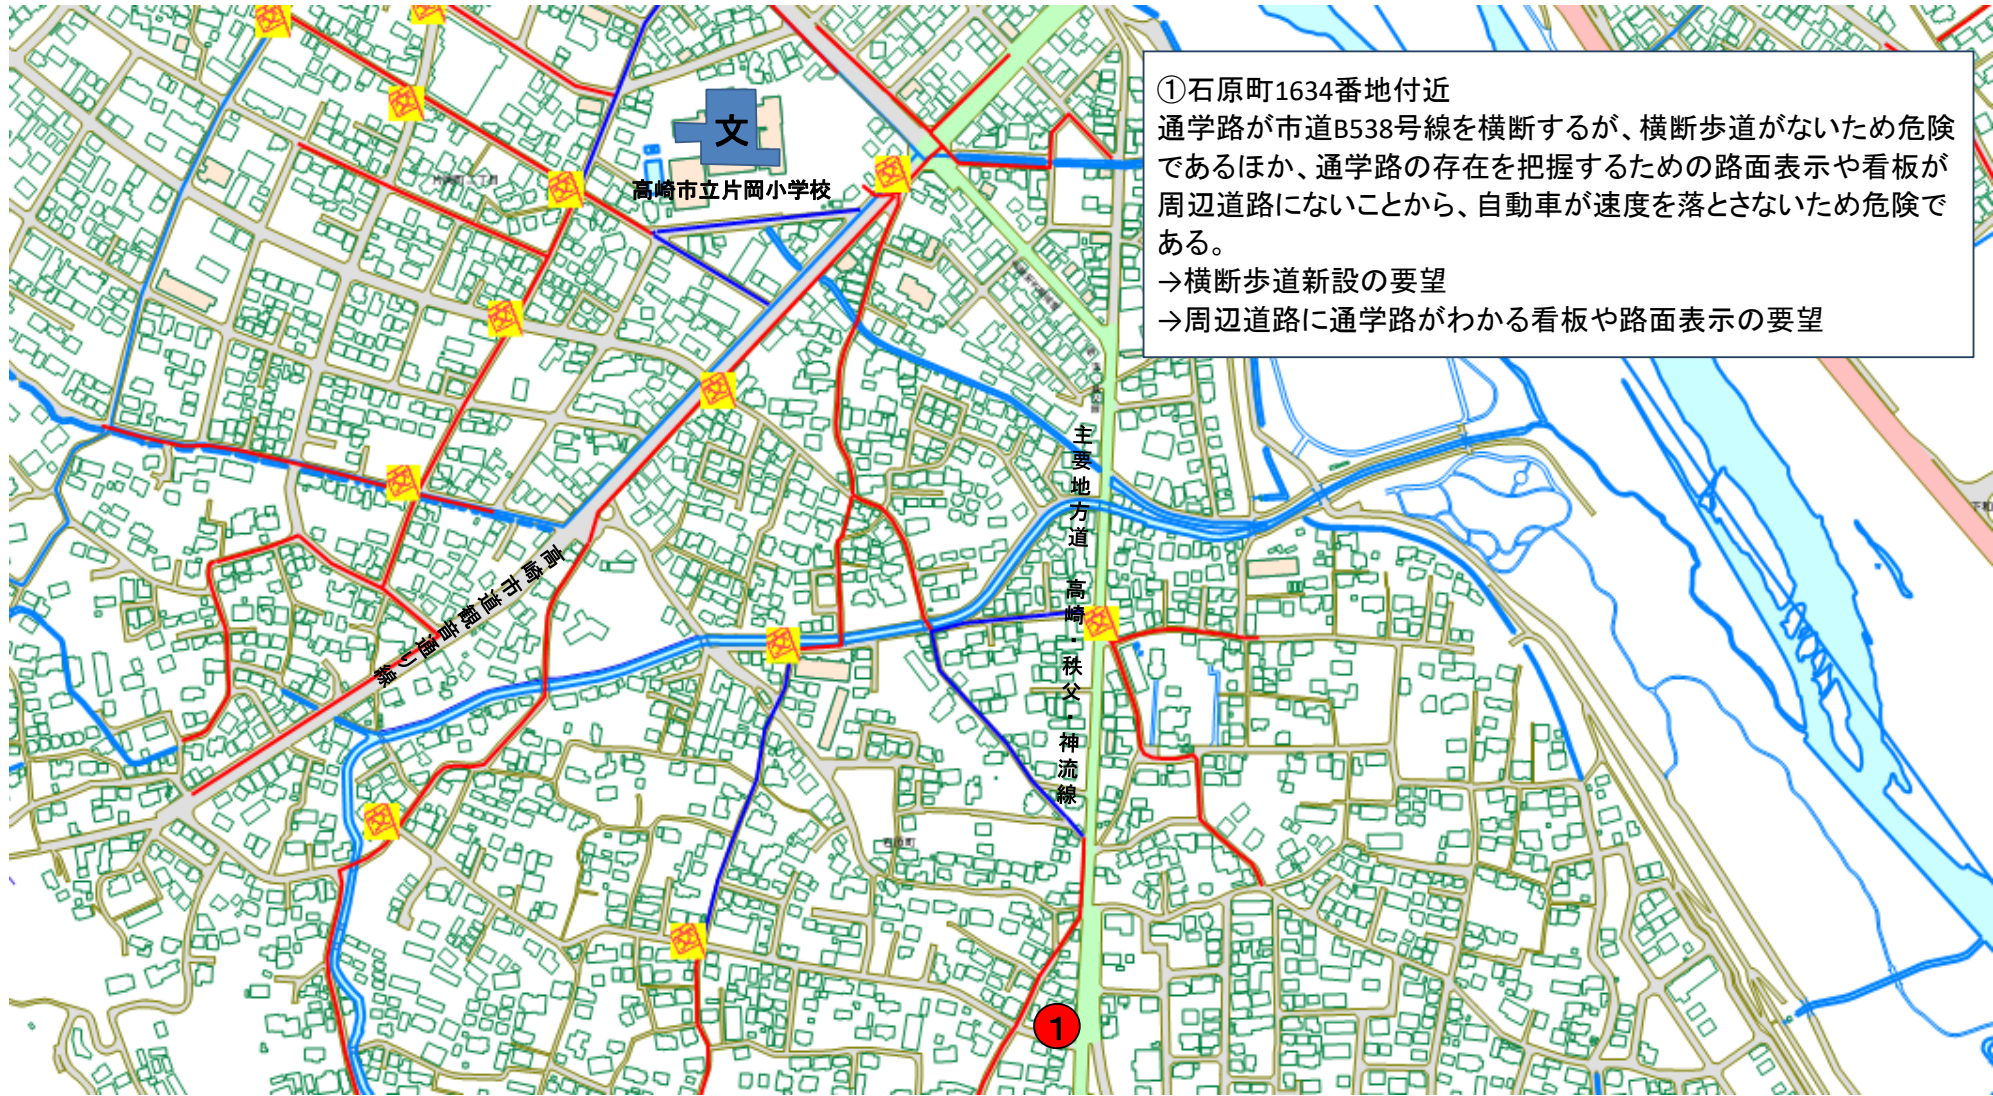 ①石原町1634番地付近
通学路が市道B538号線を横断するが、横断歩道がないため危険
であるほか、通学路の存在を把握するための路面表示や看板が
周辺道路にないことから、自動車が速度を落とさないため危険で
ある。
→横断歩道新設の要望
→周辺道路に通学路がわかる看板や路面表示の要望
文
高崎市立片岡小学校
主要地方道 高崎・秩父・神流線
高崎市道観音通り線
石原町
1